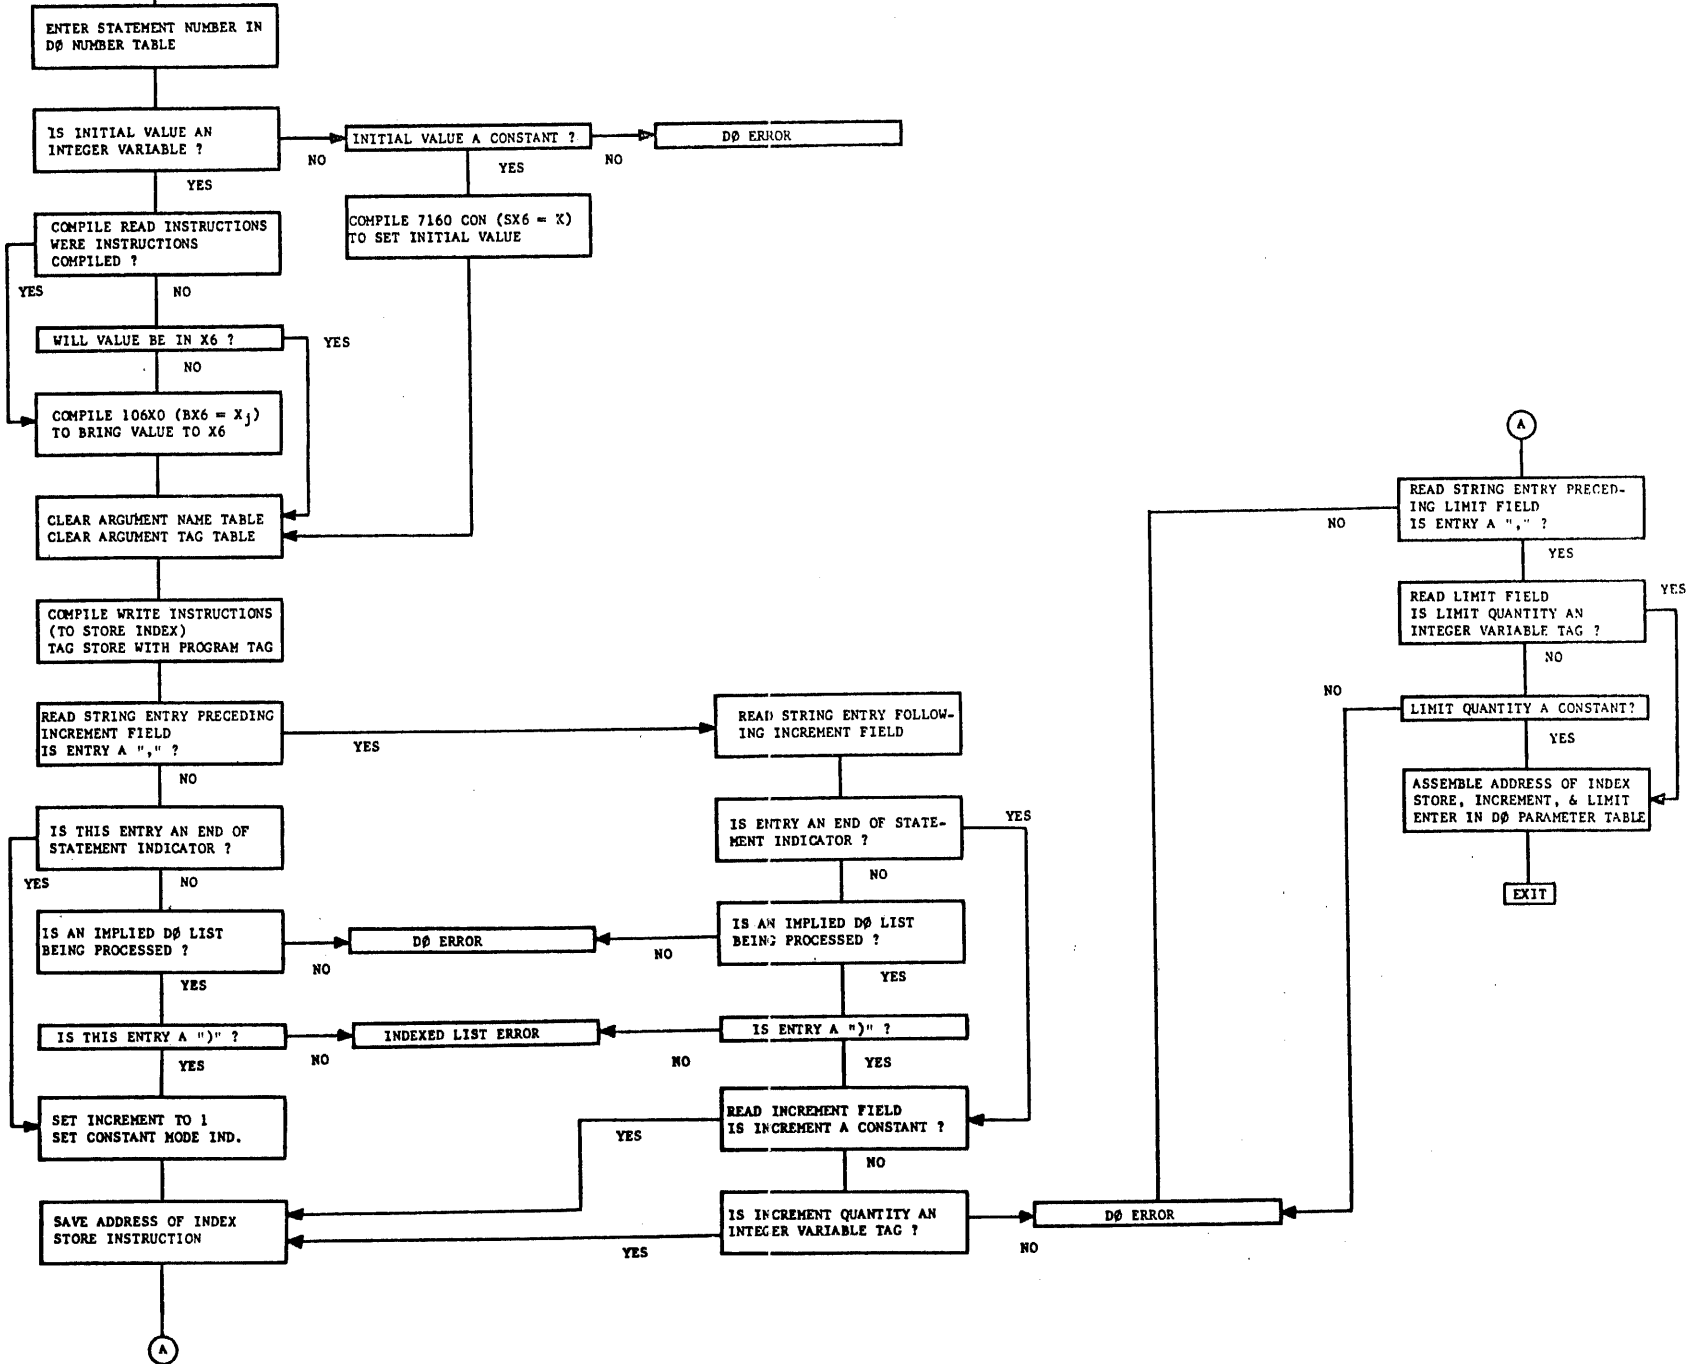 ENTER STATEMENT NUMBER IN
DØ NUMBER TABLE
IS INITIAL VALUE AN
INTEGER VARIABLE ?
NO
YES
INITIAL VALUE A CONSTANT ?
NO
YES
DØ ERROR
COMPILE 7160 CON (SX6 = K)
TO SET INITIAL VALUE
COMPILE READ INSTRUCTIONS
WERE INSTRUCTIONS
COMPILED ?
YES
NO
WILL VALUE BE IN X6 ?
YES
NO
COMPILE 106X0 (BX6 = Xj)
TO BRING VALUE TO X6
CLEAR ARGUMENT NAME TABLE
CLEAR ARGUMENT TAG TABLE
COMPILE WRITE INSTRUCTIONS
(TO STORE INDEX)
TAG STORE WITH PROGRAM TAG
READ STRING ENTRY PRECEDING
INCREMENT FIELD
IS ENTRY A "," ?
YES
NO
IS THIS ENTRY AN END OF
STATEMENT INDICATOR ?
YES
NO
IS AN IMPLIED DØ LIST
BEING PROCESSED ?
NO
YES
DØ ERROR
IS THIS ENTRY A ")" ?
NO
YES
INDEXED LIST ERROR
SET INCREMENT TO 1
SET CONSTANT MODE IND.
SAVE ADDRESS OF INDEX
STORE INSTRUCTION
A
READ STRING ENTRY FOLLOW-
ING INCREMENT FIELD
IS ENTRY AN END OF STATE-
MENT INDICATOR ?
YES
NO
IS AN IMPLIED DØ LIST
BEING PROCESSED ?
NO
YES
IS ENTRY A ")" ?
NO
YES
READ INCREMENT FIELD
IS INCREMENT A CONSTANT ?
YES
NO
IS INCREMENT QUANTITY AN
INTEGER VARIABLE TAG ?
YES
NO
DØ ERROR
A
READ STRING ENTRY PRECED-
ING LIMIT FIELD
IS ENTRY A "," ?
NO
YES
READ LIMIT FIELD
IS LIMIT QUANTITY AN
INTEGER VARIABLE TAG ?
YES
NO
LIMIT QUANTITY A CONSTANT?
NO
YES
ASSEMBLE ADDRESS OF INDEX
STORE, INCREMENT, & LIMIT
ENTER IN DØ PARAMETER TABLE
EXIT